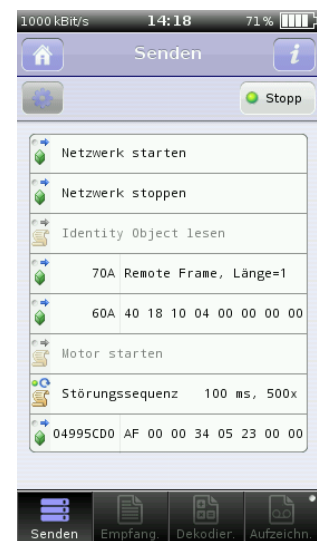 1000 kBit/s 14:18 71%
Senden
i
Stopp
Netzwerk starten
Netzwerk stoppen
Identity Object lesen
70A Remote Frame, Länge=1
60A 40 18 10 04 00 00 00 00
Motor starten
Störungssequenz 100 ms, 500x
04995CD0 AF 00 00 34 05 23 00 00
Senden Empfang. Dekodier. Aufzeichn.